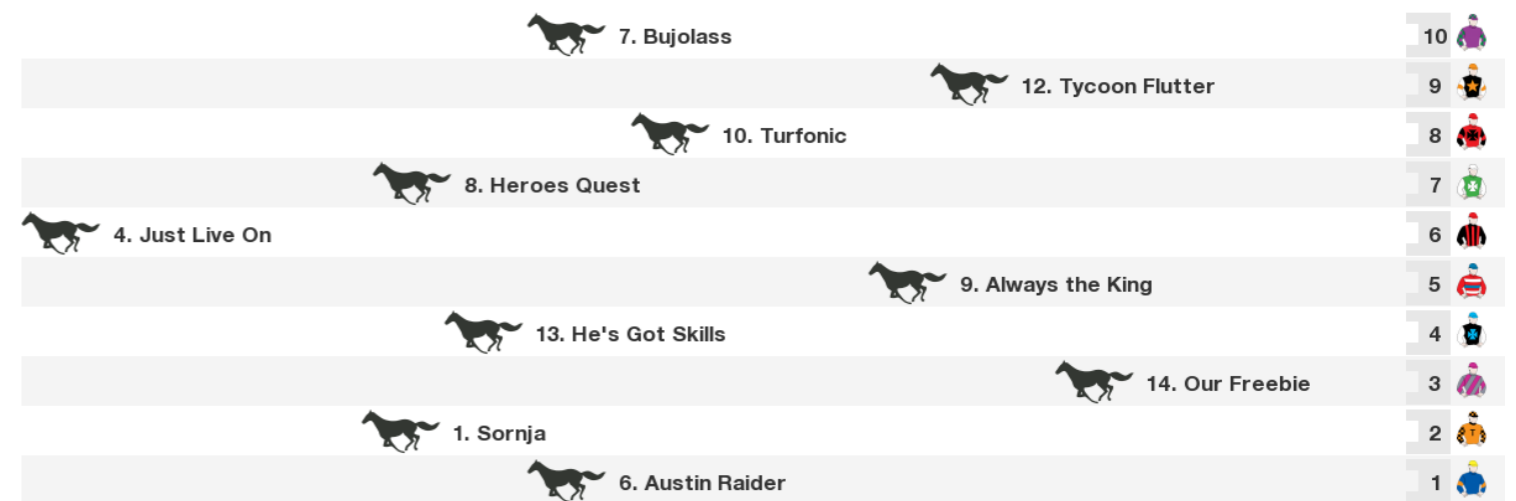 7. Bujolass 10
12. Tycoon Flutter 9
10. Turfonic 8
8. Heroes Quest 7
4. Just Live On 6
9. Always the King 5
13. He's Got Skills 4
14. Our Freebie 3
1. Sornja 2 T
6. Austin Raider 1